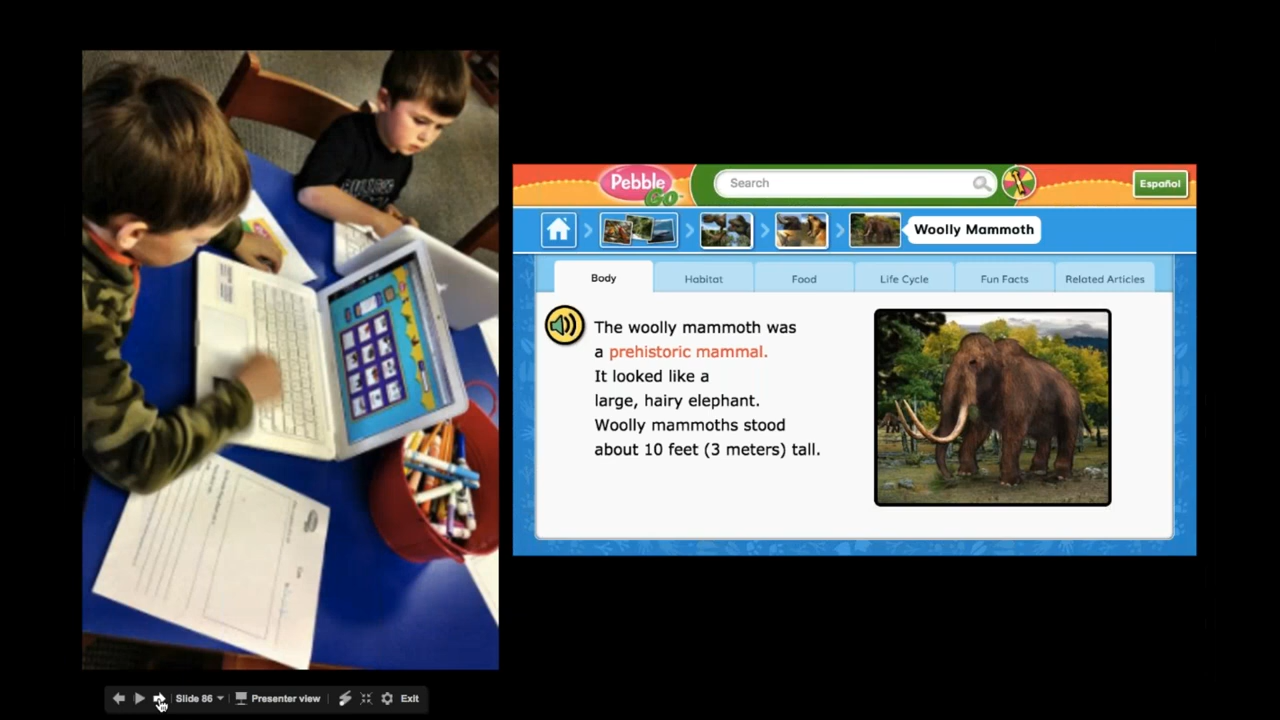 Pebble
Go
Search
Español
Woolly Mammoth
Body
Habitat
Food
Life Cycle
Fun Facts
Related Articles
The woolly mammoth was
a prehistoric mammal.
It looked like a
large, hairy elephant.
Woolly mammoths stood
about 10 feet (3 meters) tall.
Slide 86
Presenter view
Exit